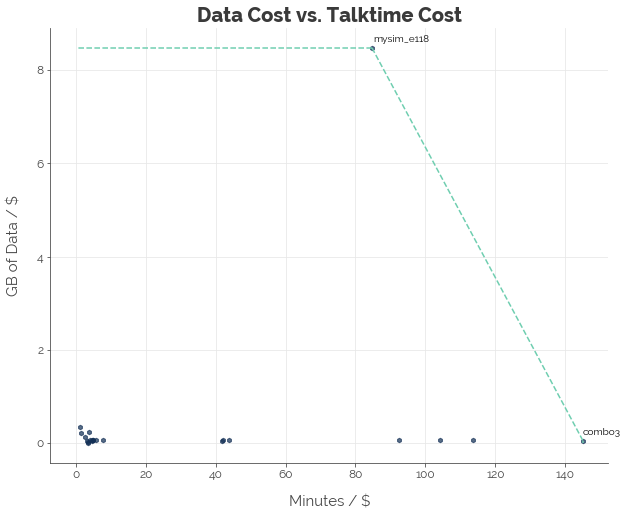 Data Cost vs. Talktime Cost
mysim_e118
8
6
4
2
0
GB of Data / $
combo3
0 20 40 60 80 100 120 140
Minutes / $